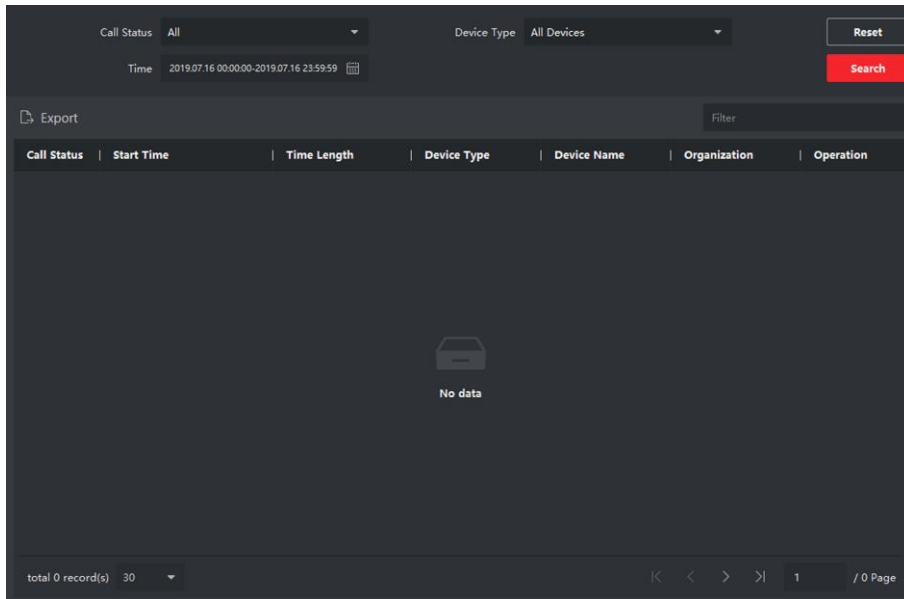 Call Status All Device Type All Devices Reset
Time 2019.07.16 00:00:00-2019.07.16 23:59:59 Search
Export Filter
Call Status | Start Time | Time Length | Device Type | Device Name | Organization | Operation
No data
total 0 record(s) 30 1 / 0 Page